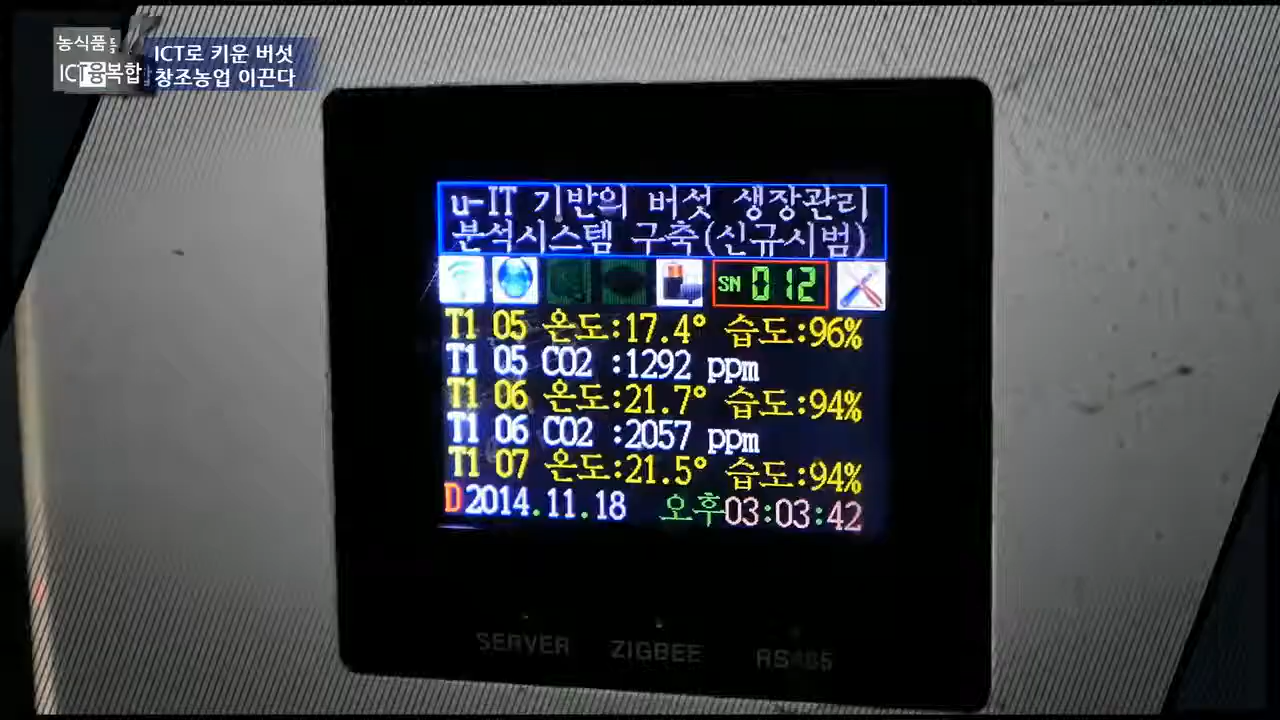 농식품
ICT융복합
ICT로 키운 버섯
창조농업 이끈다
u-IT 기반의 버섯 생장관리
분석시스템 구축(신규시범)
SN 012
T1 05 온도:17.4° 습도:96%
T1 05 CO2 :1292 ppm
T1 06 온도:21.7° 습도:94%
T1 06 CO2 :2057 ppm
T1 07 온도:21.5° 습도:94%
D 2014.11.18 오후 03:03:42
SERVER ZIGBEE RS485